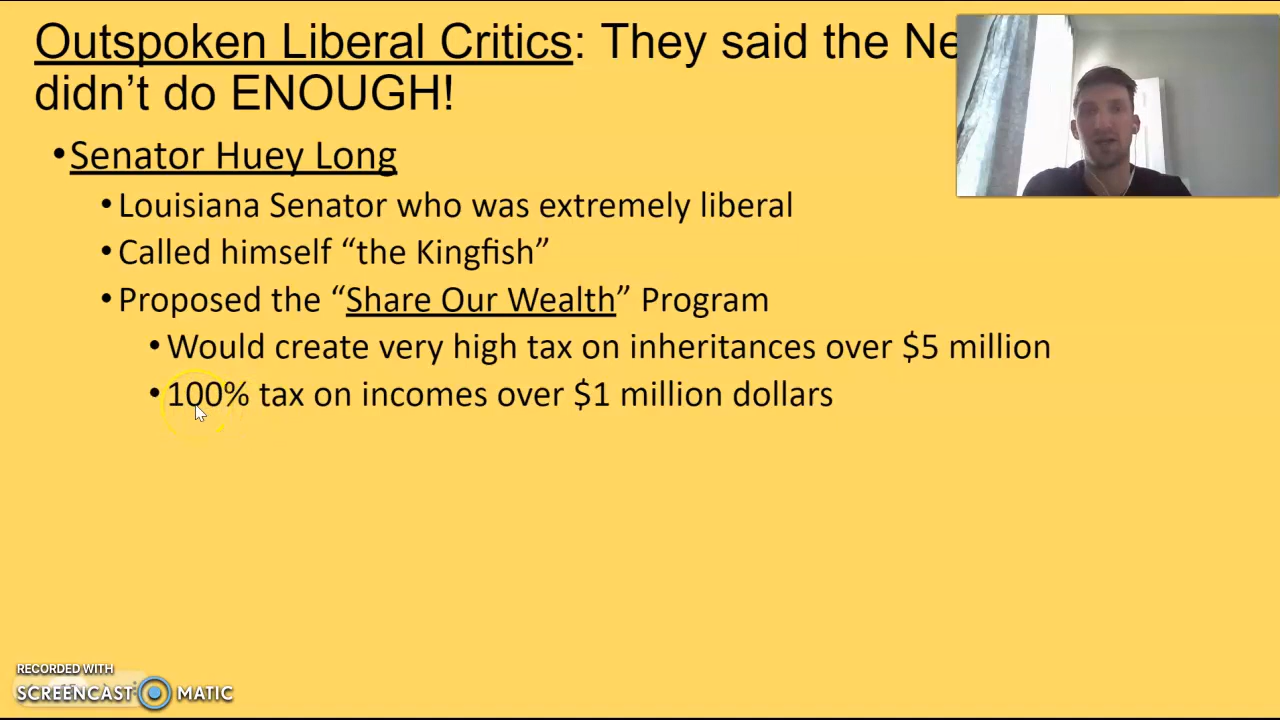 Outspoken Liberal Critics: They said the Ne
didn’t do ENOUGH!
•Senator Huey Long
•Louisiana Senator who was extremely liberal
•Called himself “the Kingfish”
•Proposed the “Share Our Wealth” Program
•Would create very high tax on inheritances over $5 million
•100% tax on incomes over $1 million dollars
RECORDED WITH
SCREENCAST MATIC